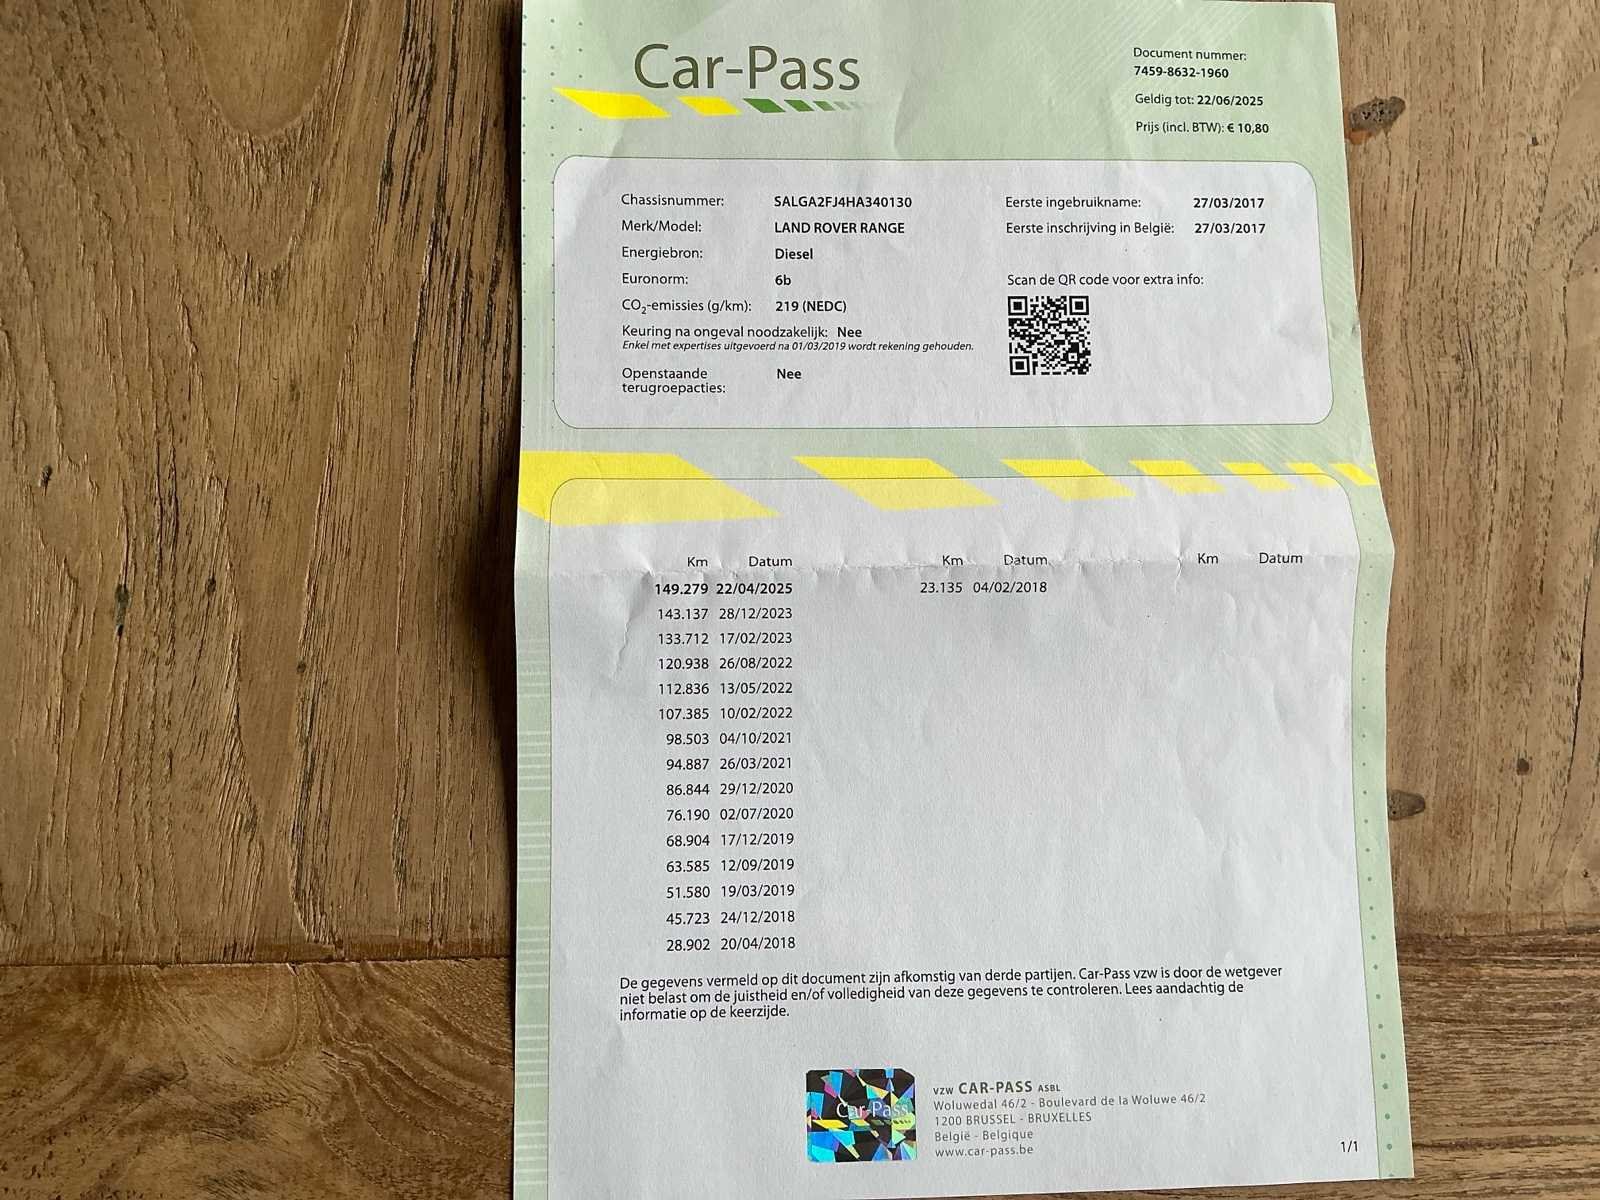 Car-Pass
Document nummer:
7459-8632-1960
Geldig tot: 22/06/2025
Prijs (incl. BTW): € 10,80
Chassisnummer: SALGA2FJ4HA340130
Merk/Model: LAND ROVER RANGE
Energiebron: Diesel
Euronorm: 6b
CO₂-emissies (g/km): 219 (NEDC)
Keuring na ongeval noodzakelijk: Nee
Enkel met expertises uitgevoerd na 01/03/2019 wordt rekening gehouden.
Openstaande
terugroepacties: Nee
Eerste ingebruikname: 27/03/2017
Eerste inschrijving in België: 27/03/2017
Scan de QR code voor extra info:
Km Datum Km Datum Km Datum
149.279 22/04/2025 23.135 04/02/2018
143.137 28/12/2023
133.712 17/02/2023
120.938 26/08/2022
112.836 13/05/2022
107.385 10/02/2022
98.503 04/10/2021
94.887 26/03/2021
86.844 29/12/2020
76.190 02/07/2020
68.904 17/12/2019
63.585 12/09/2019
51.580 19/03/2019
45.723 24/12/2018
28.902 20/04/2018
De gegevens vermeld op dit document zijn afkomstig van derde partijen. Car-Pass vzw is door de wetgever
niet belast om de juistheid en/of volledigheid van deze gegevens te controleren. Lees aandachtig de
informatie op de keerzijde.
Car-Pass
vzw CAR-PASS ASBL
Woluwedal 46/2 - Boulevard de la Woluwe 46/2
1200 BRUSSEL - BRUXELLES
België - Belgique
www.car-pass.be
1/1